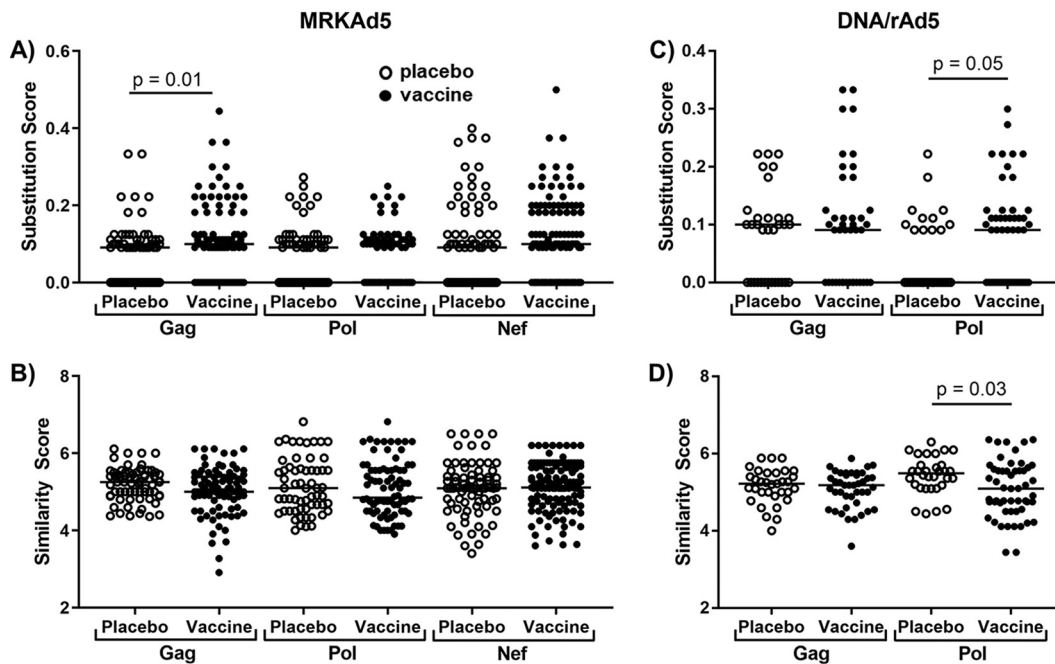 MRKAd5
DNA/rAd5
A)
Substitution Score
0.6
0.4
0.2
0.0
p = 0.01
placebo
vaccine
Placebo Vaccine Placebo Vaccine Placebo Vaccine
Gag Pol Nef
C)
Substitution Score
0.4
0.3
0.2
0.1
0.0
p = 0.05
Placebo Vaccine Placebo Vaccine
Gag Pol
B)
Similarity Score
8
6
4
2
Placebo Vaccine Placebo Vaccine Placebo Vaccine
Gag Pol Nef
D)
Similarity Score
8
6
4
2
p = 0.03
Placebo Vaccine Placebo Vaccine
Gag Pol